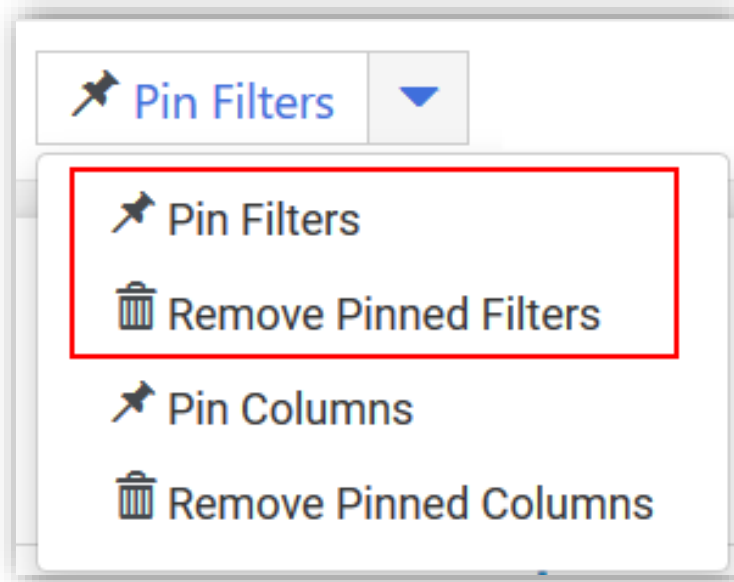 Pin Filters
Pin Filters
Remove Pinned Filters
Pin Columns
Remove Pinned Columns